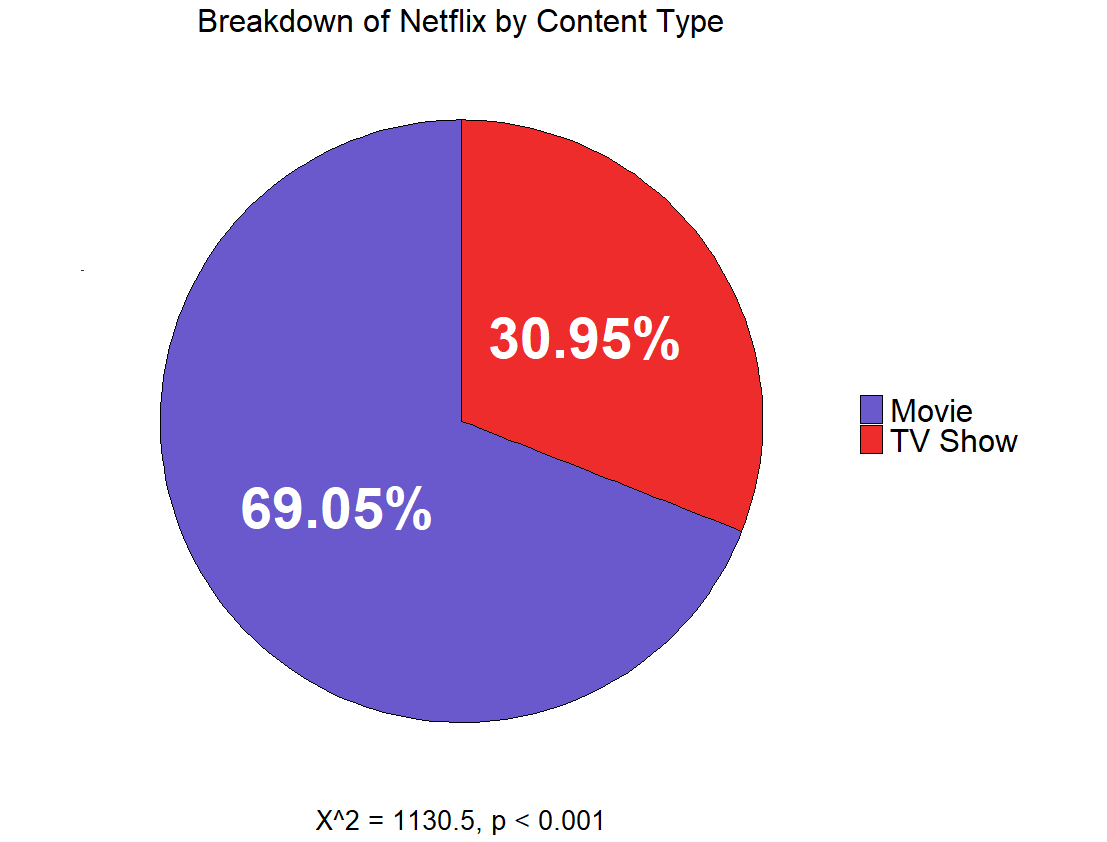 Breakdown of Netflix by Content Type
30.95%
69.05%
Movie
TV Show
X^2 = 1130.5, p < 0.001